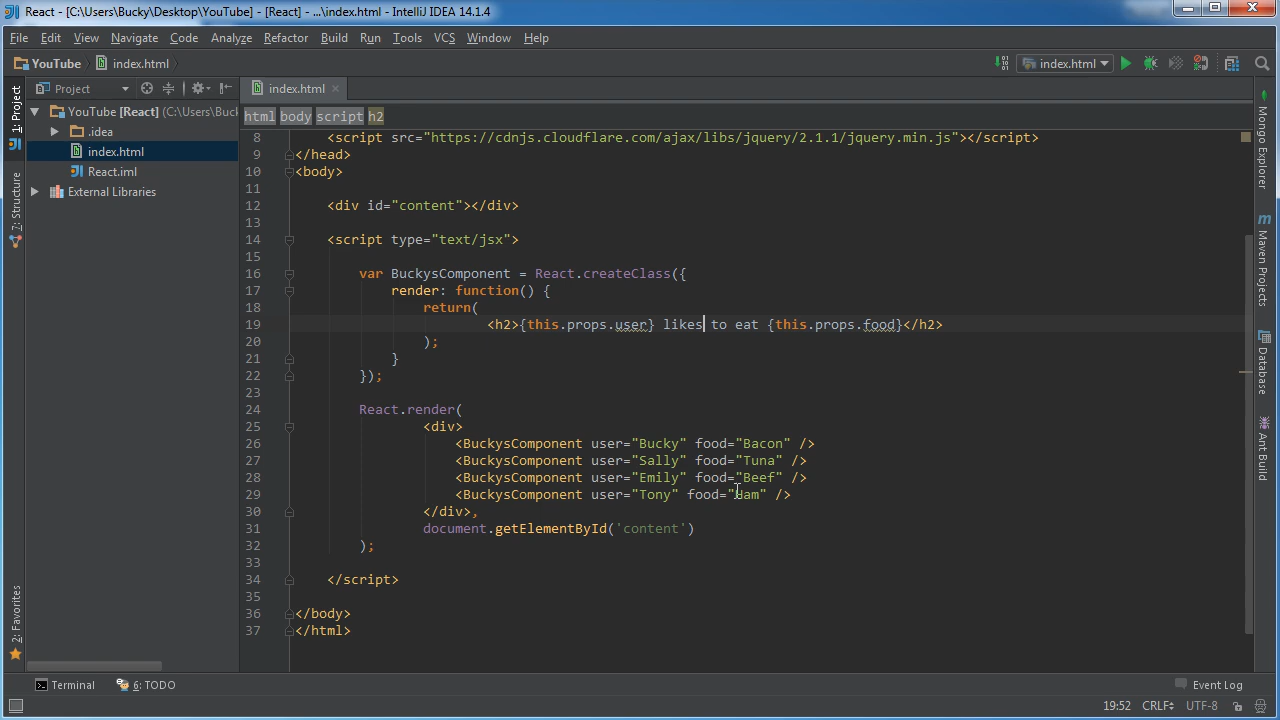 React - [C:\Users\Bucky\Desktop\YouTube] - [React] - ...\index.html - IntelliJ IDEA 14.1.4
File Edit View Navigate Code Analyze Refactor Build Run Tools VCS Window Help
YouTube index.html index.html
1: Project
7: Structure
2: Favorites
Project
YouTube [React] (C:\Users\Buc
.idea
index.html
React.iml
External Libraries
index.html
html body script h2
8 <script src="https://cdnjs.cloudflare.com/ajax/libs/jquery/2.1.1/jquery.min.js"></script>
9 </head>
10 <body>
11
12 <div id="content"></div>
13
14 <script type="text/jsx">
15
16 var BuckysComponent = React.createClass({
17 render: function() {
18 return(
19 <h2>{this.props.user} likes to eat {this.props.food}</h2>
20 );
21 }
22 });
23
24 React.render(
25 <div>
26 <BuckysComponent user="Bucky" food="Bacon" />
27 <BuckysComponent user="Sally" food="Tuna" />
28 <BuckysComponent user="Emily" food="Beef" />
29 <BuckysComponent user="Tony" food=" am" />
30 </div>,
31 document.getElementById('content')
32 );
33
34 </script>
35
36 </body>
37 </html>
Mongo Explorer
Maven Projects
Database
Ant Build
Terminal 6: TODO Event Log
19:52 CRLF UTF-8